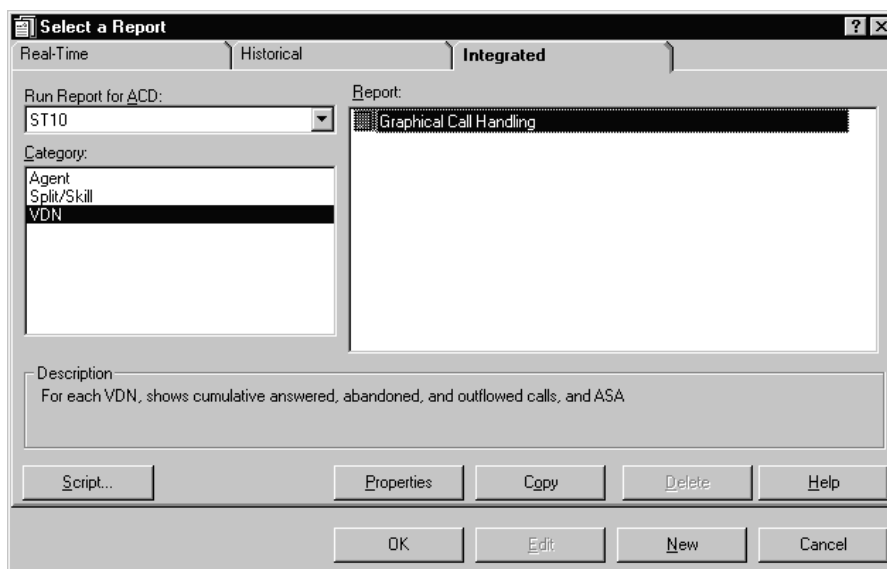 Select a Report
Real-Time
Historical
Integrated
Run Report for ACD:
ST10
Category:
Agent
Split/Skill
VDN
Report:
Graphical Call Handling
Description
For each VDN, shows cumulative answered, abandoned, and outflowed calls, and ASA
Script...
Properties
Copy
Delete
Help
OK
Edit
New
Cancel